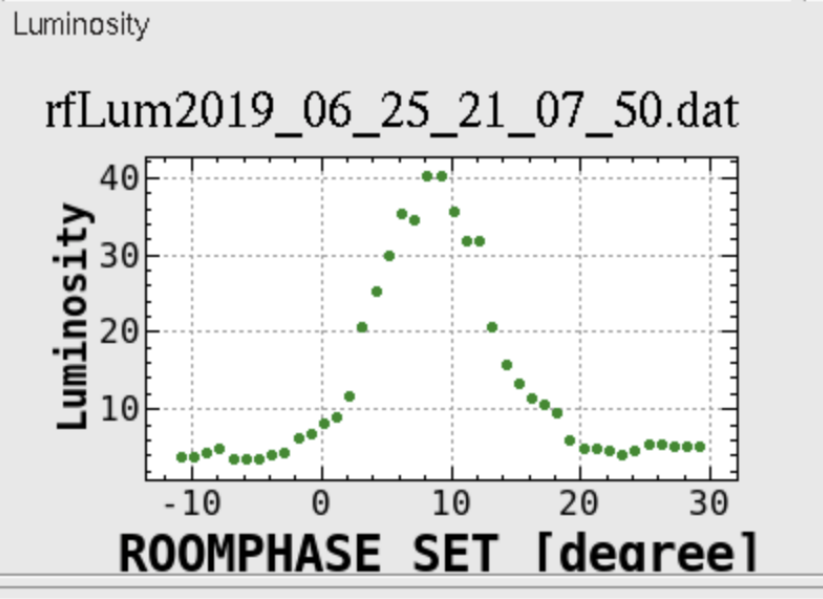 Luminosity
rfLum2019_06_25_21_07_50.dat
40
30
20
10
Luminosity
-10 0 10 20 30
ROOMPHASE SET [degree]